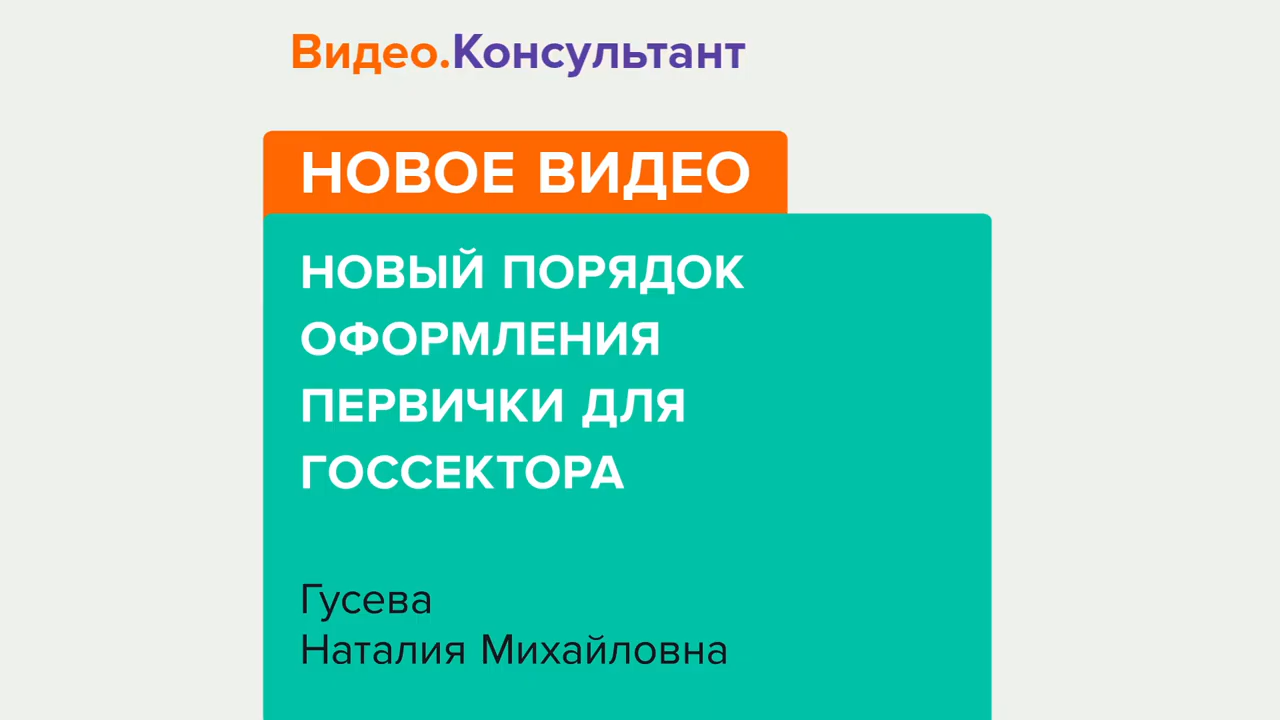 Видео.Консультант
НОВОЕ ВИДЕО
НОВЫЙ ПОРЯДОК
ОФОРМЛЕНИЯ
ПЕРВИЧКИ ДЛЯ
ГОССЕКТОРА
Гусева
Наталия Михайловна